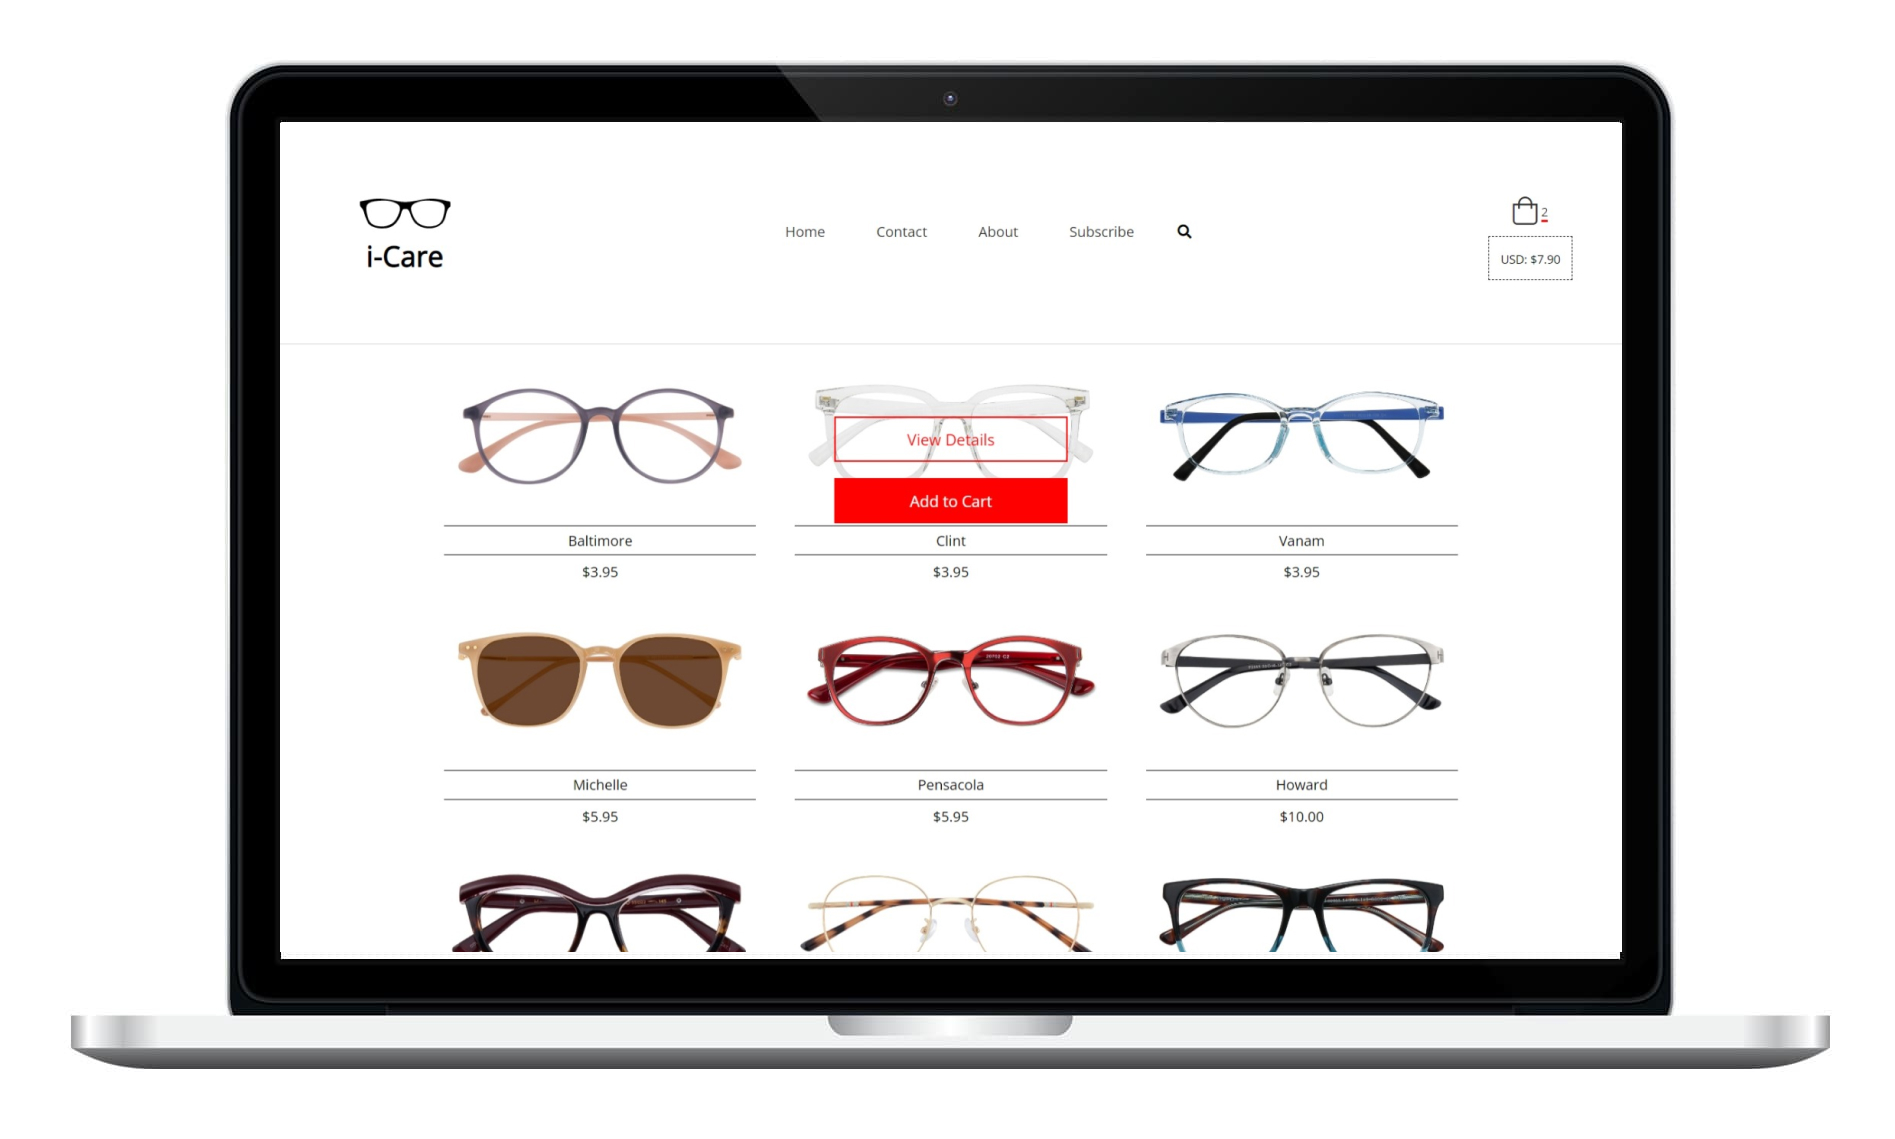 i-Care
Home Contact About Subscribe
2
USD: $7.90
View Details
Add to Cart
Baltimore Clint Vanam
$3.95 $3.95 $3.95
Michelle Pensacola Howard
$5.95 $5.95 $10.00